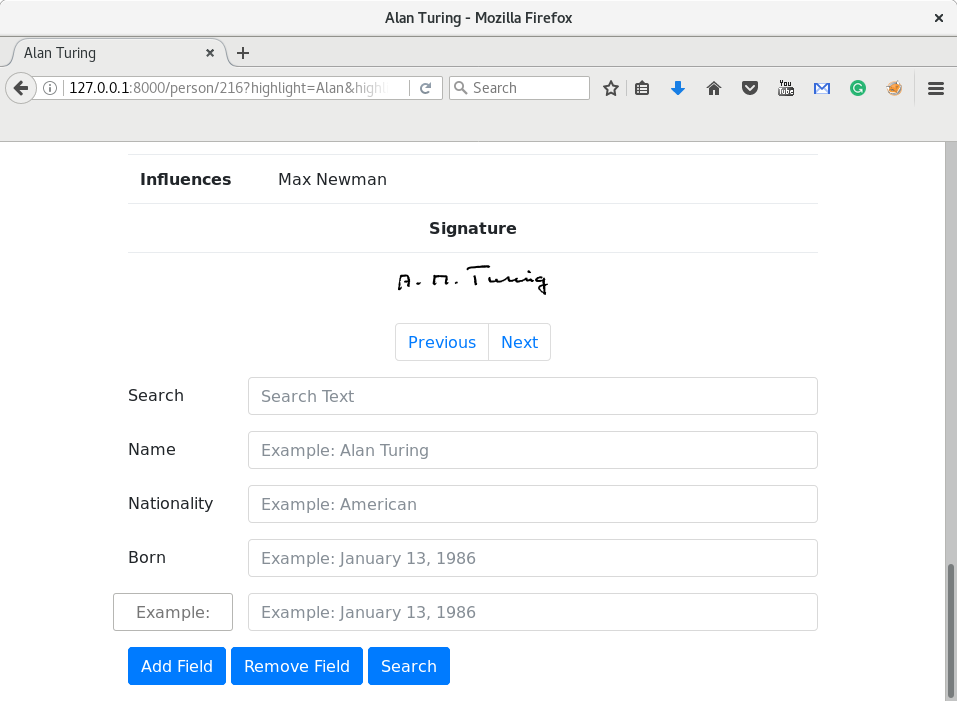 Alan Turing - Mozilla Firefox
Alan Turing
127.0.0.1:8000/person/216?highlight=Alan&highl
Search
You
Tube
Influences Max Newman
Signature
A. M. Turing
Previous Next
Search Search Text
Name Example: Alan Turing
Nationality Example: American
Born Example: January 13, 1986
Example: Example: January 13, 1986
Add Field Remove Field Search